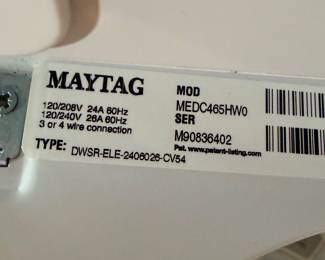 MAYTAG
MOD
MEDC465HW0
SER
M90836402
Pat. www.patent-listing.com
120/208V 24A 60Hz
120/240V 26A 60Hz
3 or 4 wire connection
TYPE: DWSR-ELE-2406026-CV54